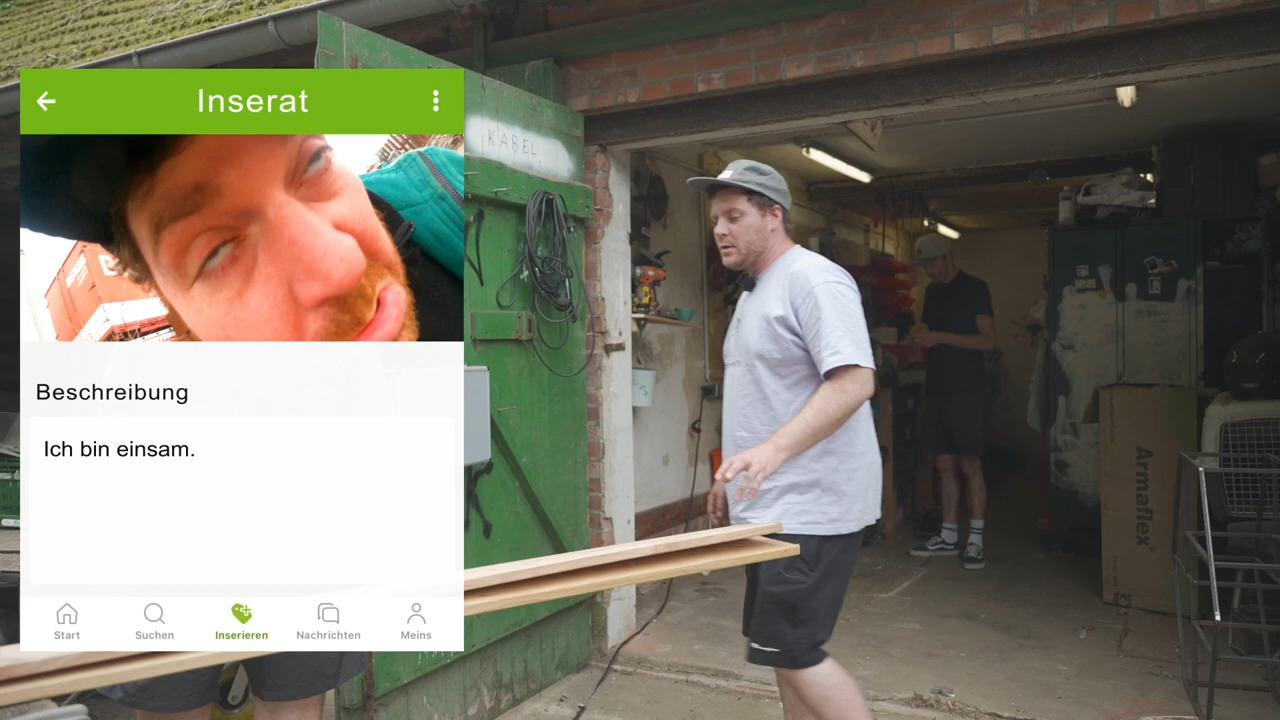 Inserat
KABEL
Beschreibung
Ich bin einsam.
Armaflex
Start
Suchen
Inserieren
Nachrichten
Meins